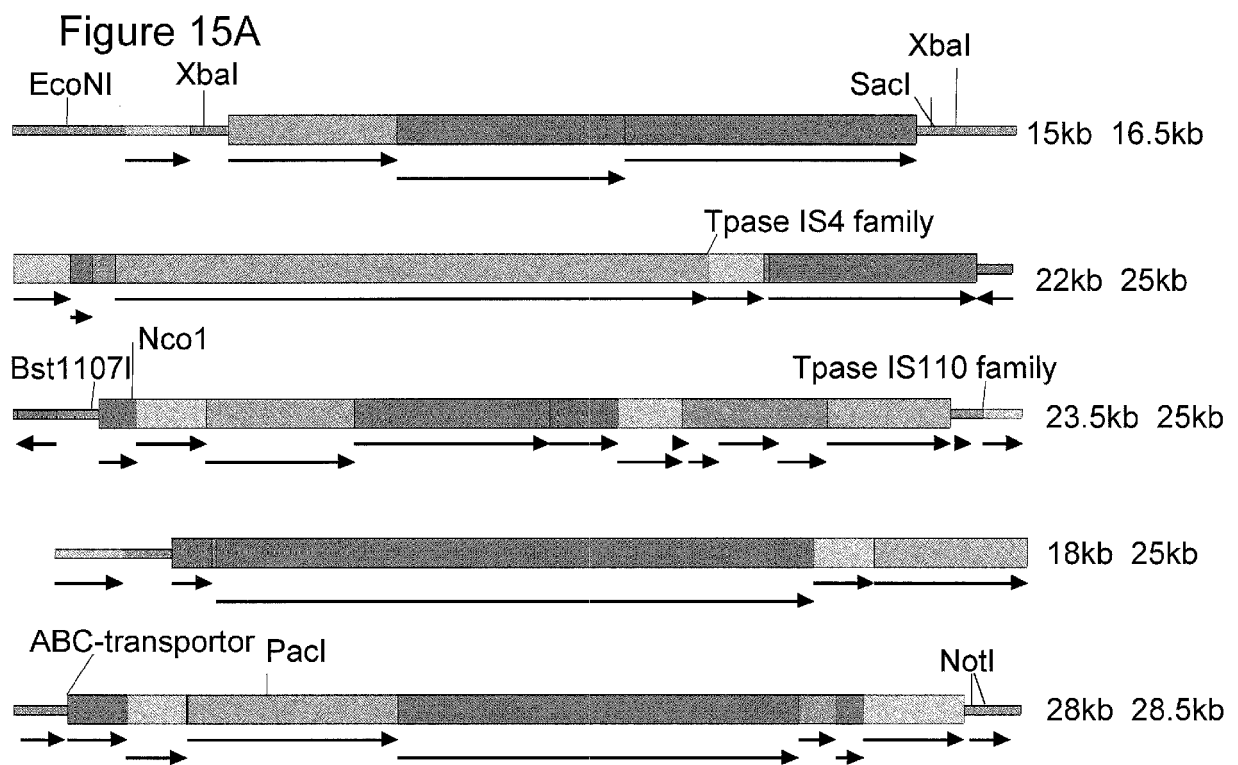 Figure 15A
EcoNI
XbaI
SacI
XbaI
15kb 16.5kb
Tpase IS4 family
22kb 25kb
Bst1107I
Nco1
Tpase IS110 family
23.5kb 25kb
18kb 25kb
ABC-transportor
PacI
NotI
28kb 28.5kb